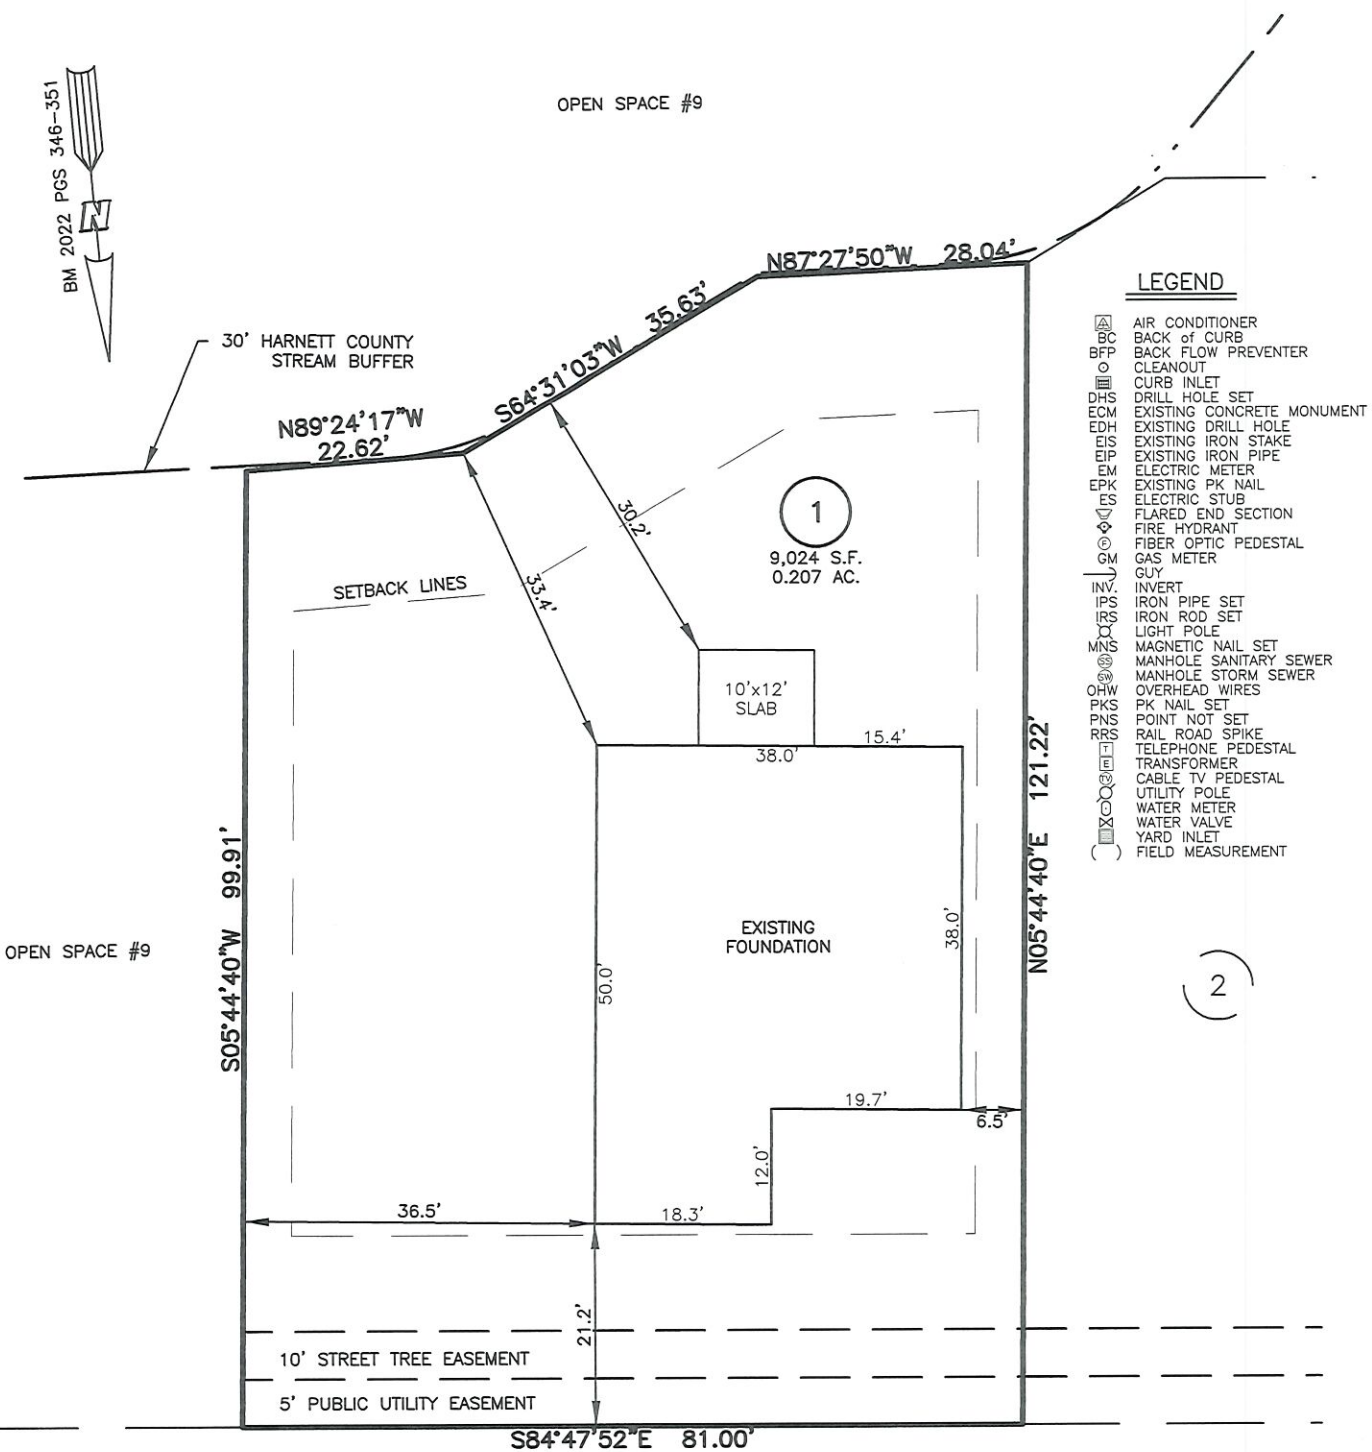 OPEN SPACE #9
BM 2022 PGS 346-351
N
30' HARNETT COUNTY
STREAM BUFFER
N89°24'17"W
22.62'
S64°31'03"W 35.63'
N87°27'50"W 28.04'
30.2'
33.4'
SETBACK LINES
1
9,024 S.F.
0.207 AC.
10'x12'
SLAB
38.0'
15.4'
EXISTING
FOUNDATION
50.0'
38.0'
19.7'
6.5'
12.0'
18.3'
36.5'
21.2'
S05°44'40"W 99.91'
N05°44'40"E 121.22'
OPEN SPACE #9
2
10' STREET TREE EASEMENT
5' PUBLIC UTILITY EASEMENT
S84°47'52"E 81.00'
LEGEND
A AIR CONDITIONER
BC BACK of CURB
BFP BACK FLOW PREVENTER
CLEANOUT
CURB INLET
DHS DRILL HOLE SET
ECM EXISTING CONCRETE MONUMENT
EDH EXISTING DRILL HOLE
EIS EXISTING IRON STAKE
EIP EXISTING IRON PIPE
EM ELECTRIC METER
EPK EXISTING PK NAIL
ES ELECTRIC STUB
FLARED END SECTION
FIRE HYDRANT
F FIBER OPTIC PEDESTAL
GM GAS METER
GUY
INV. INVERT
IPS IRON PIPE SET
IRS IRON ROD SET
LIGHT POLE
MNS MAGNETIC NAIL SET
SS MANHOLE SANITARY SEWER
SW MANHOLE STORM SEWER
OHW OVERHEAD WIRES
PKS PK NAIL SET
PNS POINT NOT SET
RRS RAIL ROAD SPIKE
T TELEPHONE PEDESTAL
E TRANSFORMER
TV CABLE TV PEDESTAL
UTILITY POLE
WATER METER
WATER VALVE
YARD INLET
( ) FIELD MEASUREMENT